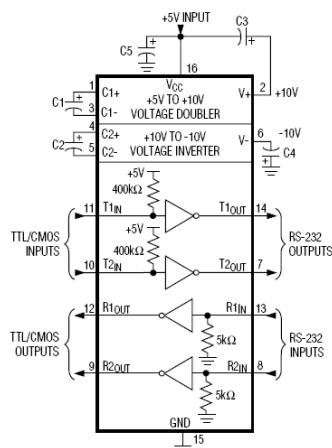 +5V INPUT
C3
C5
16
VCC
1
C1+
C1
3
C1-
+5V TO +10V
VOLTAGE DOUBLER
V+
2
+10V
4
C2+
C2
5
C2-
+10V TO -10V
VOLTAGE INVERTER
V-
6
-10V
C4
+5V
400kΩ
11
T1IN
T1OUT
14
TTL/CMOS
INPUTS
+5V
400kΩ
RS-232
OUTPUTS
10
T2IN
T2OUT
7
12
R1OUT
R1IN
13
TTL/CMOS
OUTPUTS
5kΩ
RS-232
INPUTS
9
R2OUT
R2IN
8
5kΩ
GND
15